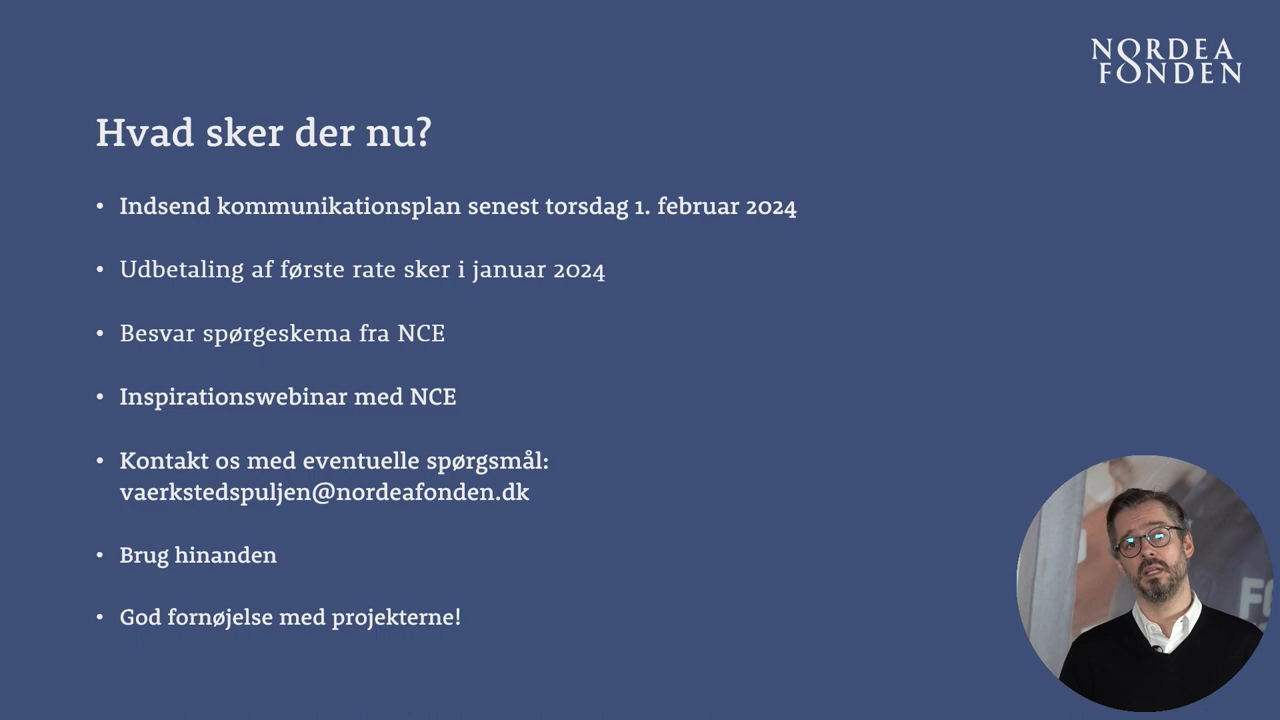 NORDEA
FONDEN
Hvad sker der nu?
• Indsend kommunikationsplan senest torsdag 1. februar 2024
• Udbetaling af første rate sker i januar 2024
• Besvar spørgeskema fra NCE
• Inspirationswebinar med NCE
• Kontakt os med eventuelle spørgsmål:
vaerkstedspuljen@nordeafonden.dk
• Brug hinanden
• God fornøjelse med projekterne!